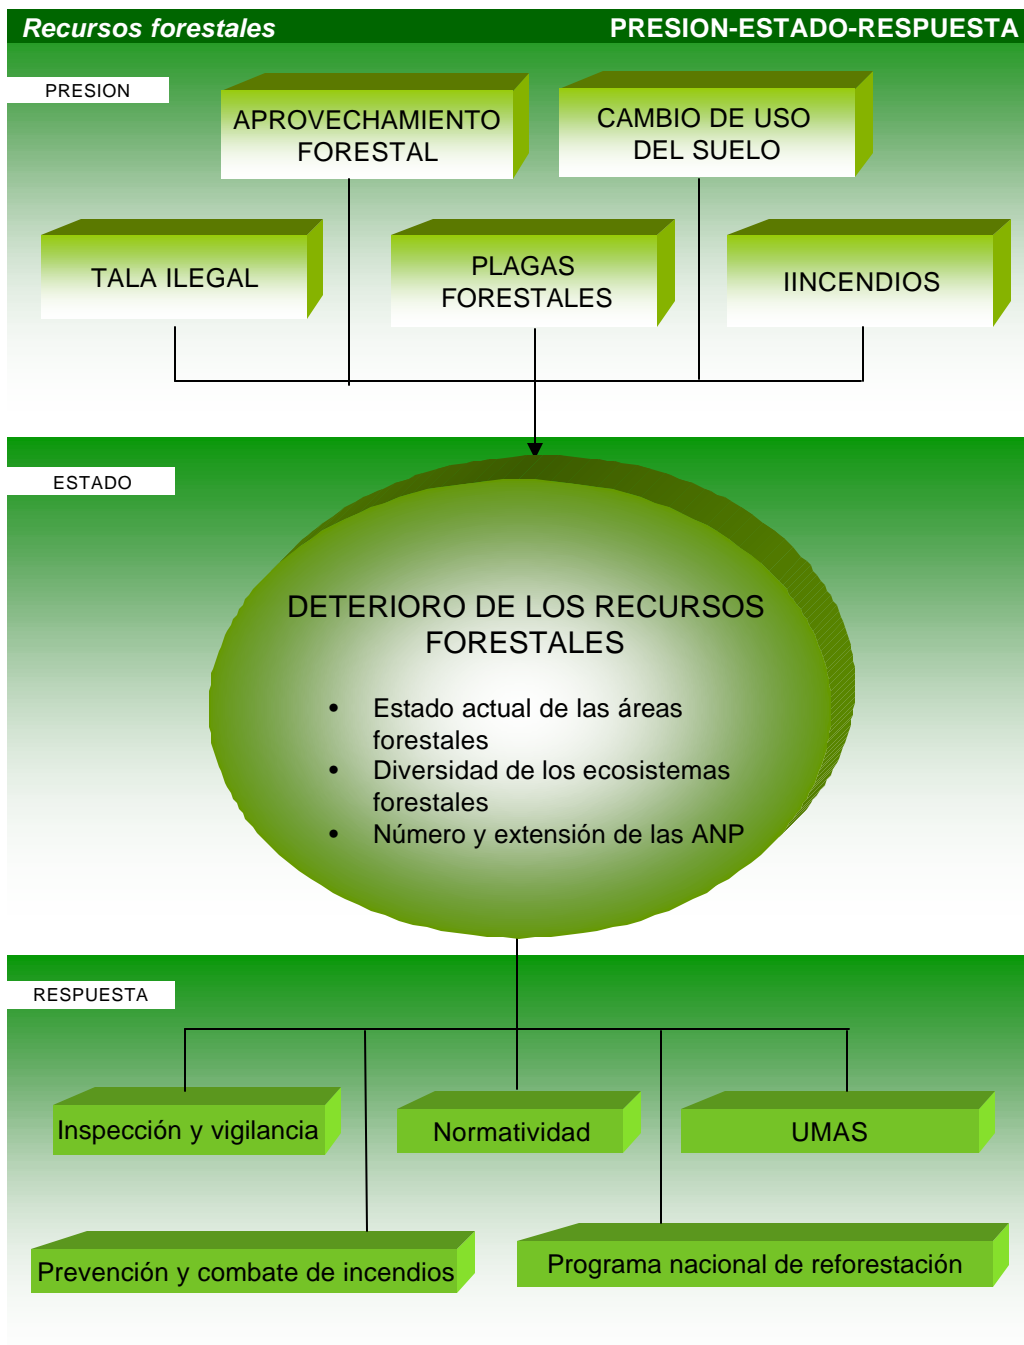 Recursos forestales
PRESION-ESTADO-RESPUESTA
PRESION
APROVECHAMIENTO
FORESTAL
CAMBIO DE USO
DEL SUELO
TALA ILEGAL
PLAGAS
FORESTALES
IINCENDIOS
ESTADO
DETERIORO DE LOS RECURSOS
FORESTALES
• Estado actual de las áreas
forestales
• Diversidad de los ecosistemas
forestales
• Número y extensión de las ANP
RESPUESTA
Inspección y vigilancia
Normatividad
UMAS
Prevención y combate de incendios
Programa nacional de reforestación